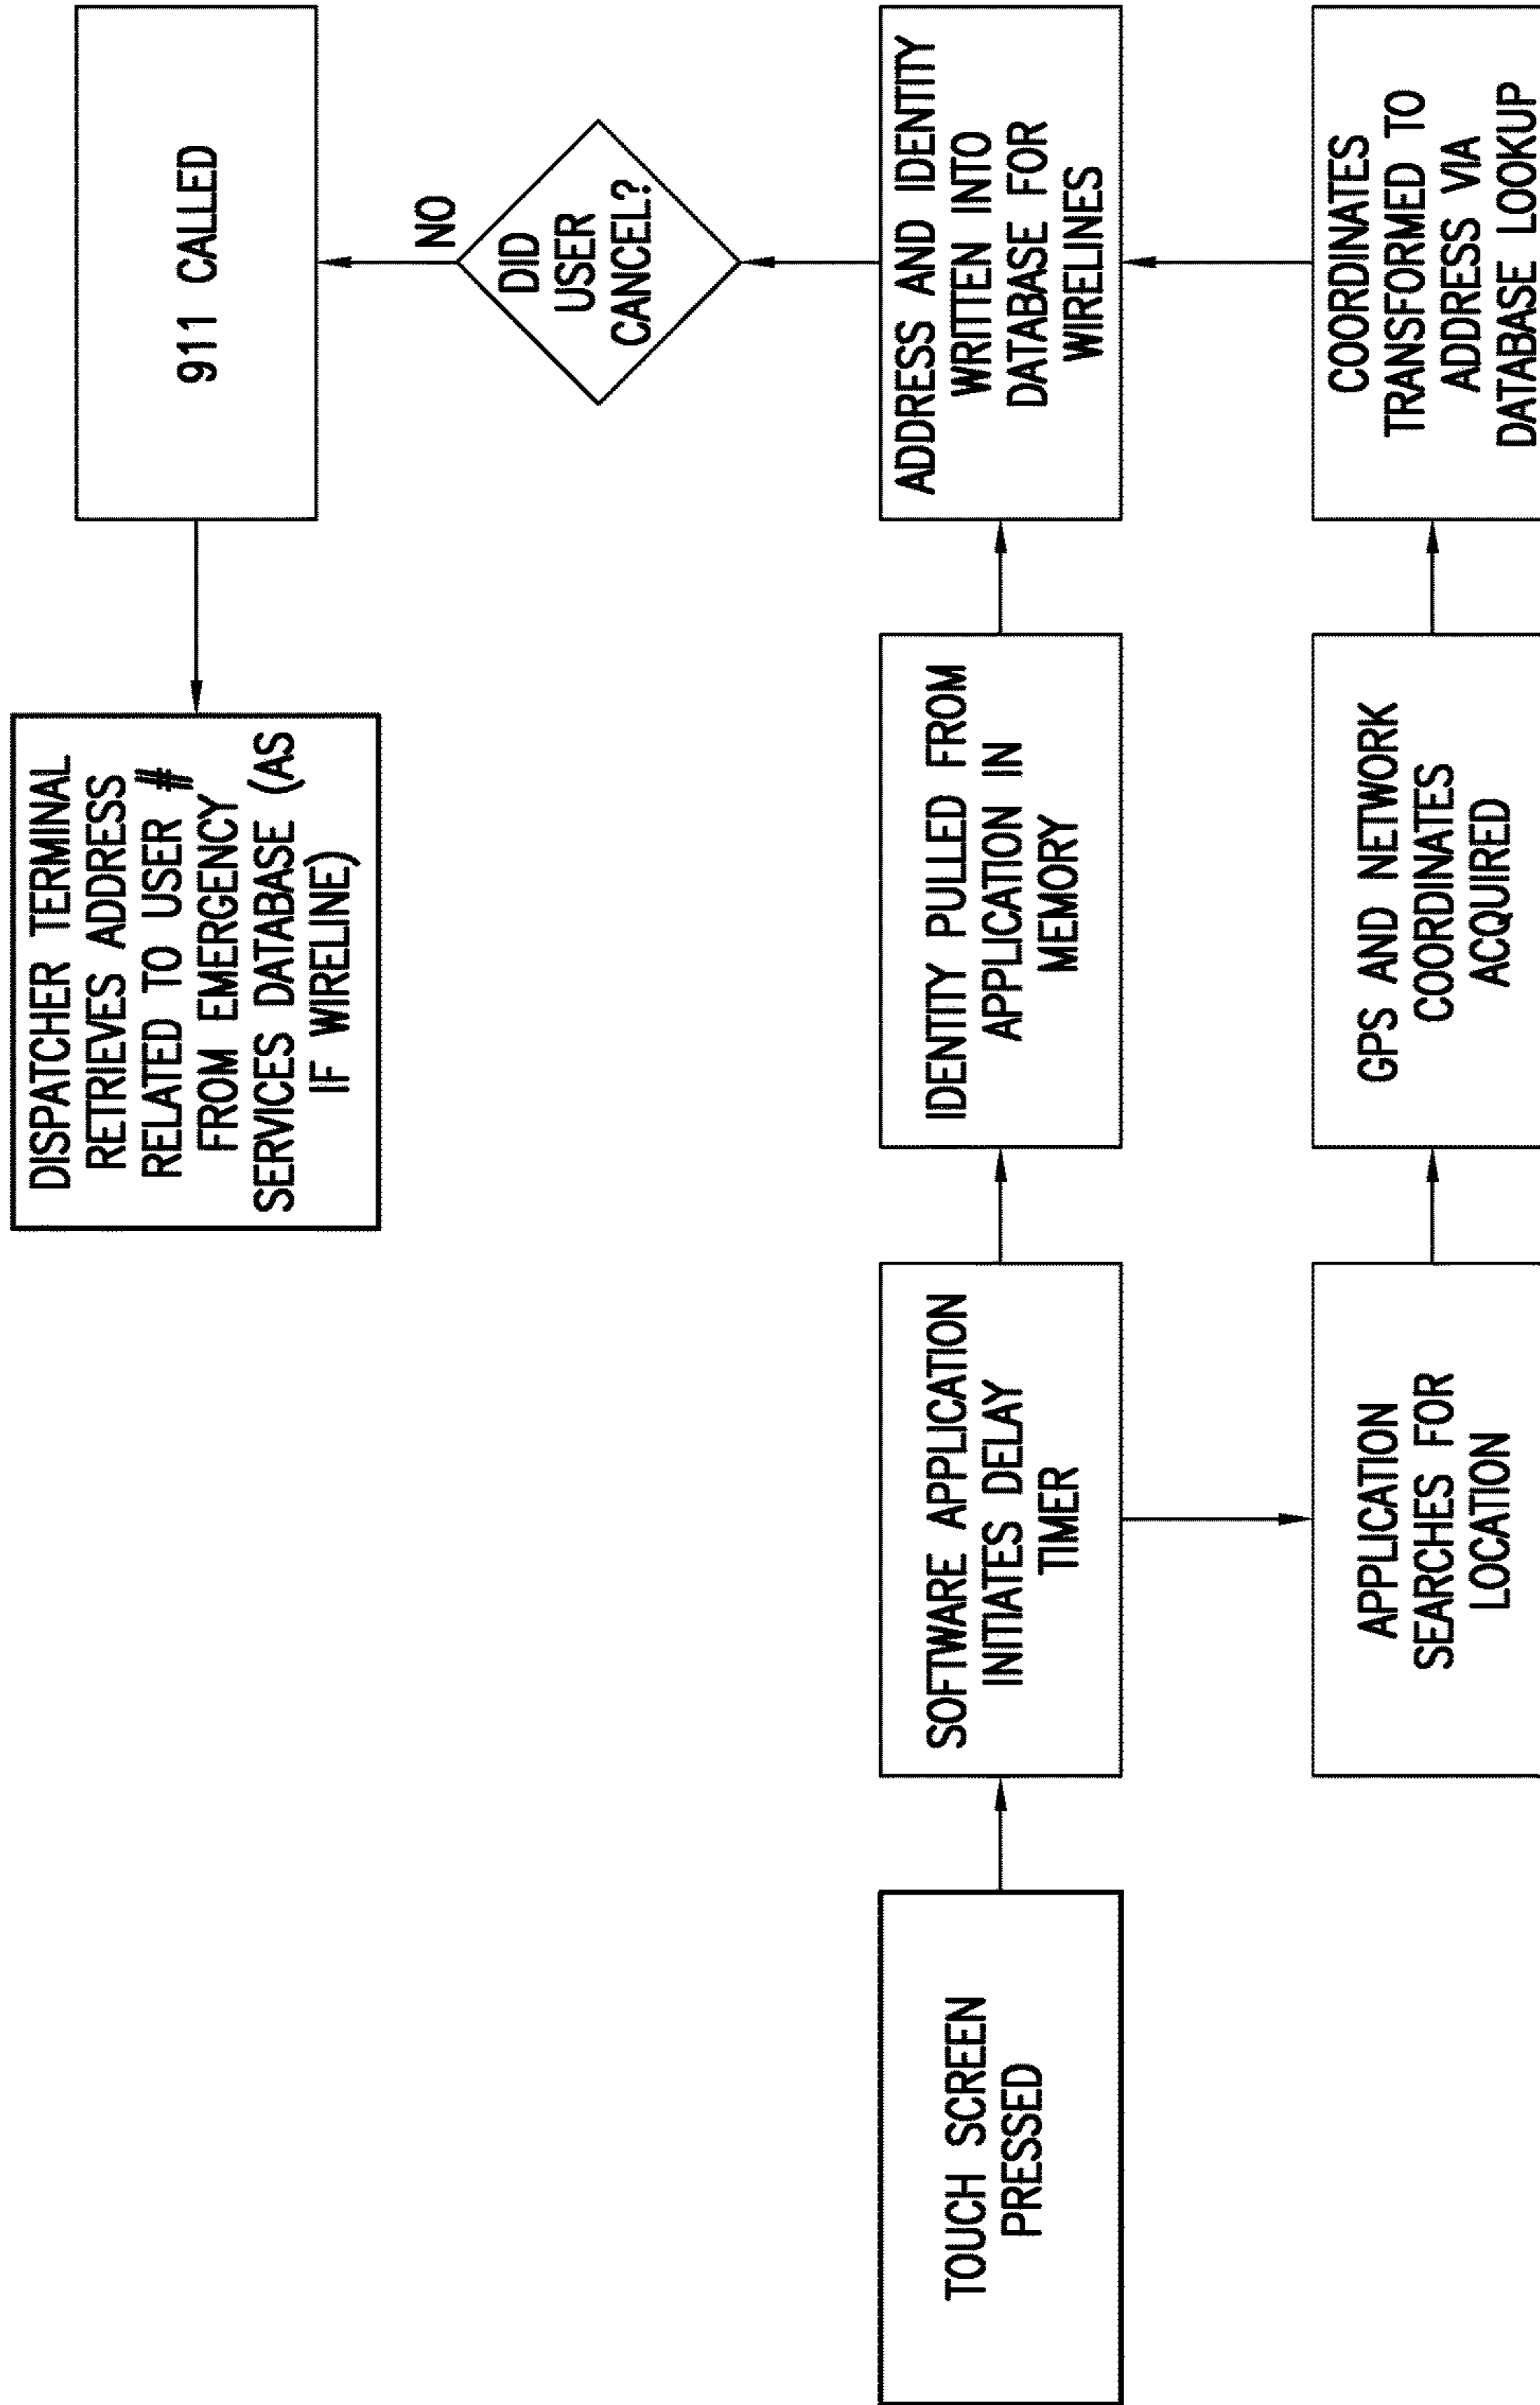 TOUCH SCREEN
PRESSED
SOFTWARE APPLICATION
INITIATES DELAY
TIMER
IDENTITY PULLED FROM
APPLICATION IN
MEMORY
APPLICATION
SEARCHES FOR
LOCATION
GPS AND NETWORK
COORDINATES
ACQUIRED
COORDINATES
TRANSFORMED TO
ADDRESS VIA
DATABASE LOOKUP
ADDRESS AND IDENTITY
WRITTEN INTO
DATABASE FOR
WIRELINES
DID
USER
CANCEL?
NO
911 CALLED
DISPATCHER TERMINAL
RETRIEVES ADDRESS
RELATED TO USER #
FROM EMERGENCY
SERVICES DATABASE (AS
IF WIRELINE)